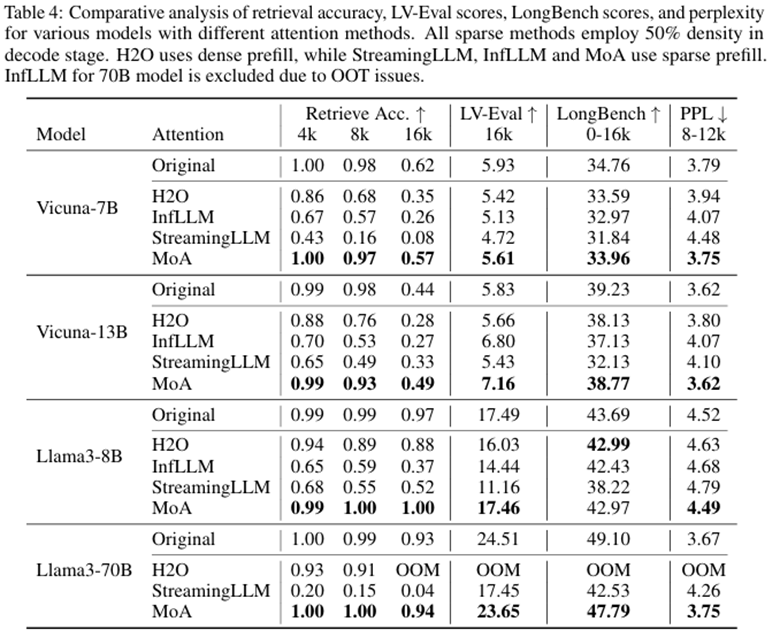 Table 4: Comparative analysis of retrieval accuracy, LV-Eval scores, LongBench scores, and perplexity
for various models with different attention methods. All sparse methods employ 50% density in
decode stage. H2O uses dense prefill, while StreamingLLM, InfLLM and MoA use sparse prefill.
InfLLM for 70B model is excluded due to OOT issues.
Model Attention Retrieve Acc. ↑ LV-Eval ↑ LongBench ↑ PPL ↓
4k 8k 16k 16k 0-16k 8-12k
Vicuna-7B
Original 1.00 0.98 0.62 5.93 34.76 3.79
H2O 0.86 0.68 0.35 5.42 33.59 3.94
InfLLM 0.67 0.57 0.26 5.13 32.97 4.07
StreamingLLM 0.43 0.16 0.08 4.72 31.84 4.48
MoA 1.00 0.97 0.57 5.61 33.96 3.75
Vicuna-13B
Original 0.99 0.98 0.44 5.83 39.23 3.62
H2O 0.88 0.76 0.28 5.66 38.13 3.80
InfLLM 0.70 0.53 0.27 6.80 37.13 4.07
StreamingLLM 0.65 0.49 0.33 5.43 32.13 4.10
MoA 0.99 0.93 0.49 7.16 38.77 3.62
Llama3-8B
Original 0.99 0.99 0.97 17.49 43.69 4.52
H2O 0.94 0.89 0.88 16.03 42.99 4.63
InfLLM 0.65 0.59 0.37 14.44 42.43 4.68
StreamingLLM 0.68 0.55 0.52 11.16 38.22 4.79
MoA 0.99 1.00 1.00 17.46 42.97 4.49
Llama3-70B
Original 1.00 0.99 0.93 24.51 49.10 3.67
H2O 0.93 0.91 OOM OOM OOM OOM
StreamingLLM 0.20 0.15 0.04 17.45 42.53 4.26
MoA 1.00 1.00 0.94 23.65 47.79 3.75